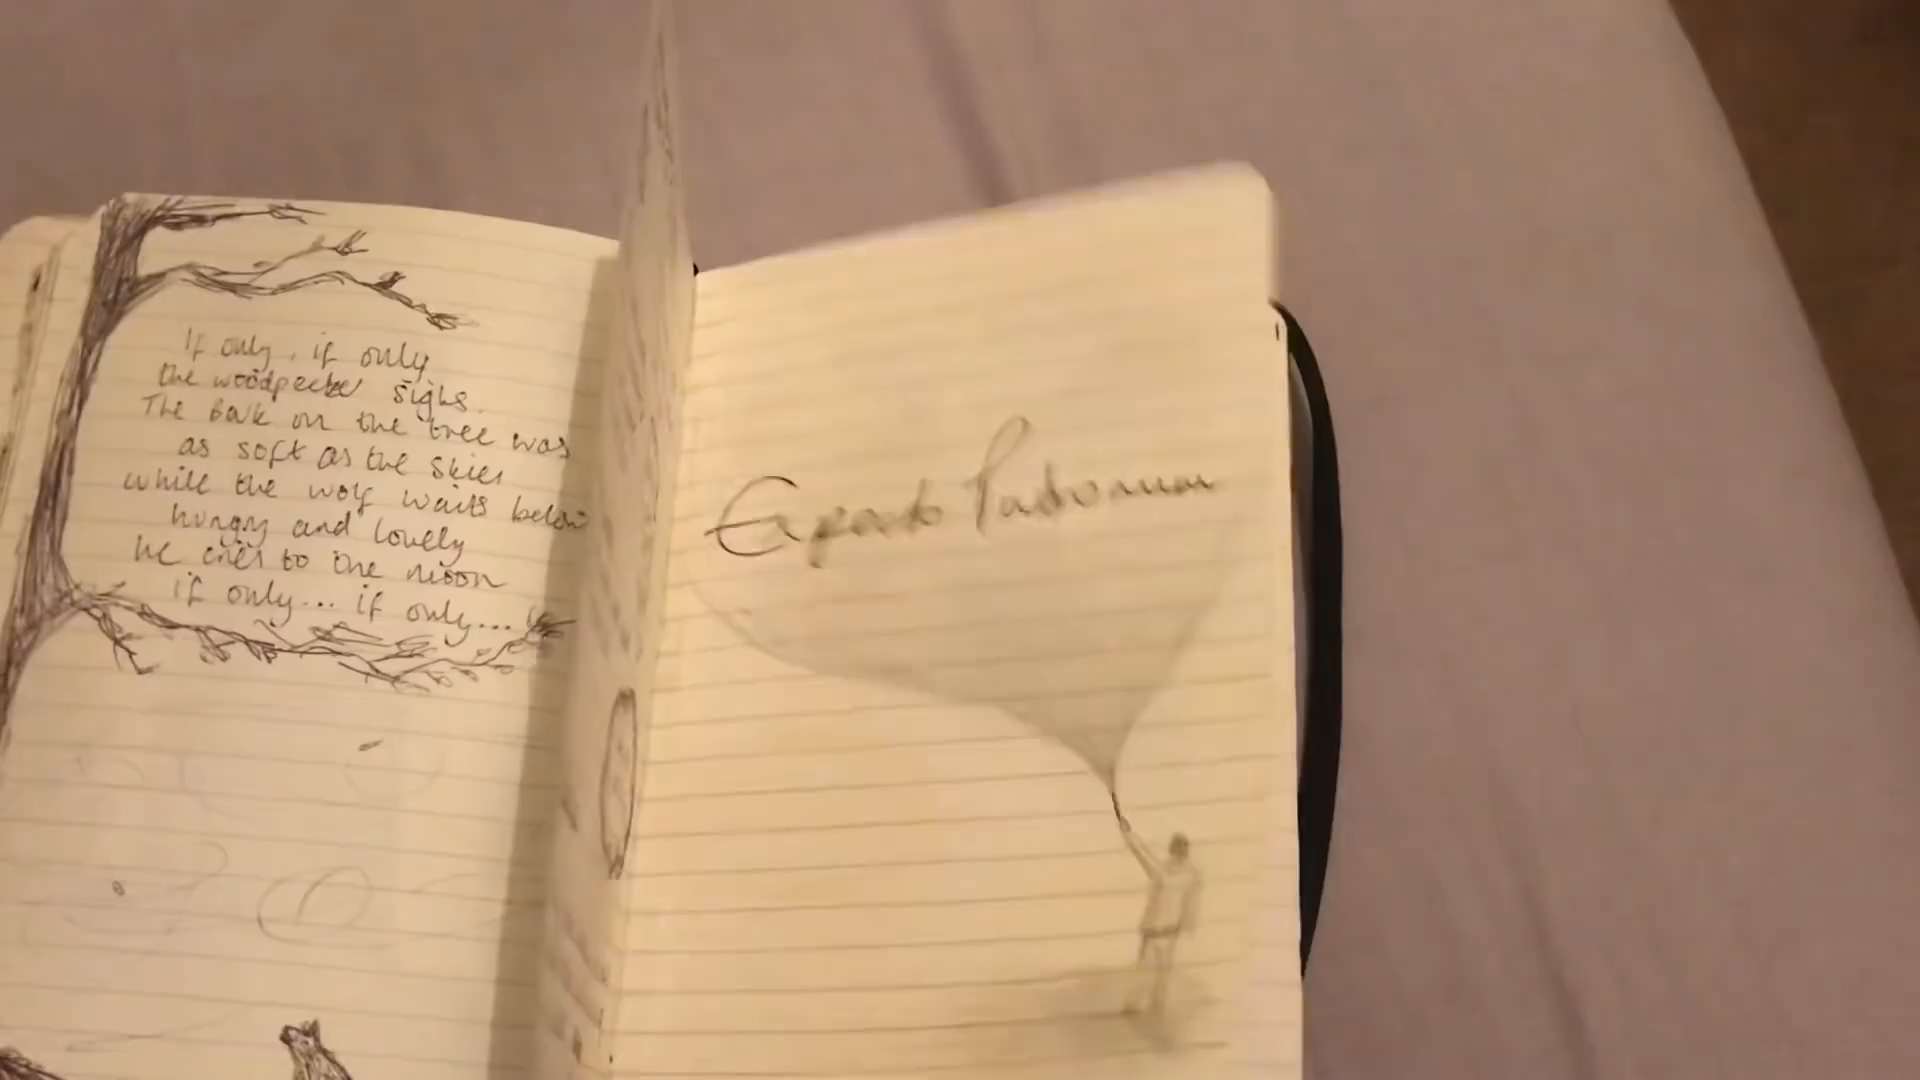 If only, if only
the woodpecker sighs.
The bark on the tree was
as soft as the skies
while the wolf waits below
hungry and lonely
he cries to the moon
if only... if only...
Expecto Patronum